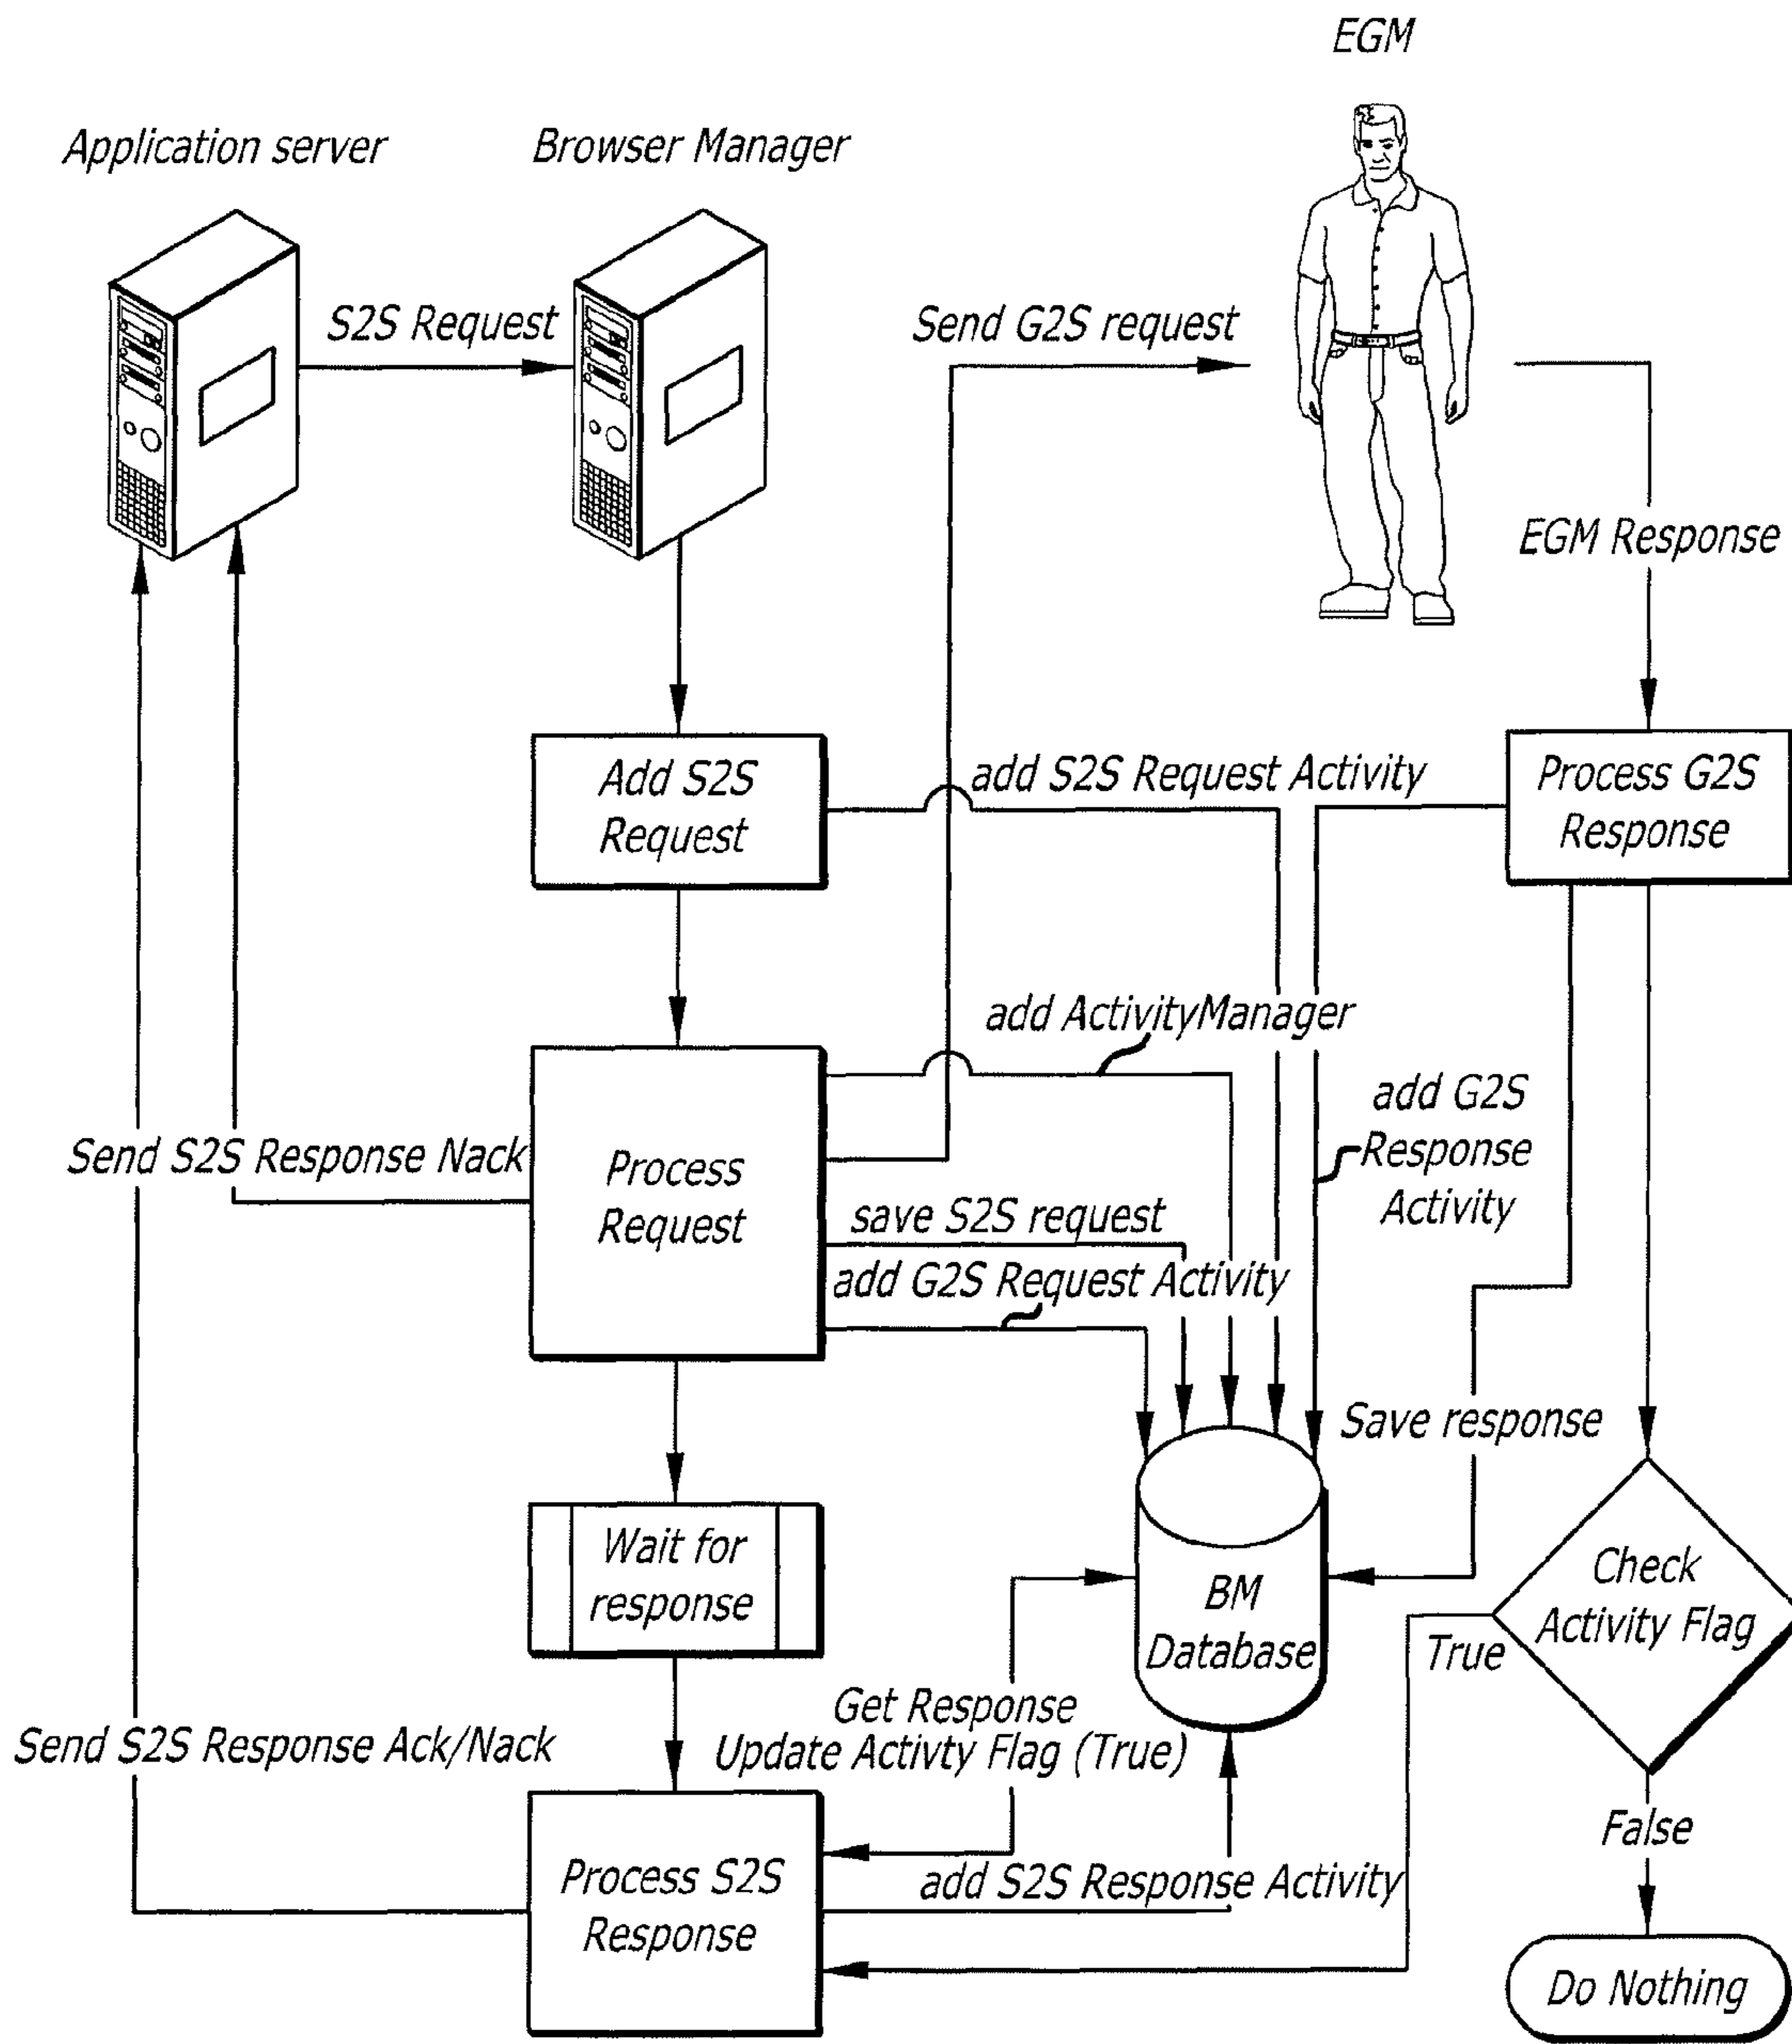 EGM
Application server
Browser Manager
S2S Request
Send G2S request
EGM Response
Add S2S
Request
add S2S Request Activity
Process G2S
Response
add ActivityManager
add G2S
Response
Activity
Send S2S Response Nack
Process
Request
save S2S request
add G2S Request Activity
Save response
Wait for
response
BM
Database
Check
Activity Flag
True
Get Response
Update Activty Flag (True)
Send S2S Response Ack/Nack
False
Process S2S
Response
add S2S Response Activity
Do Nothing